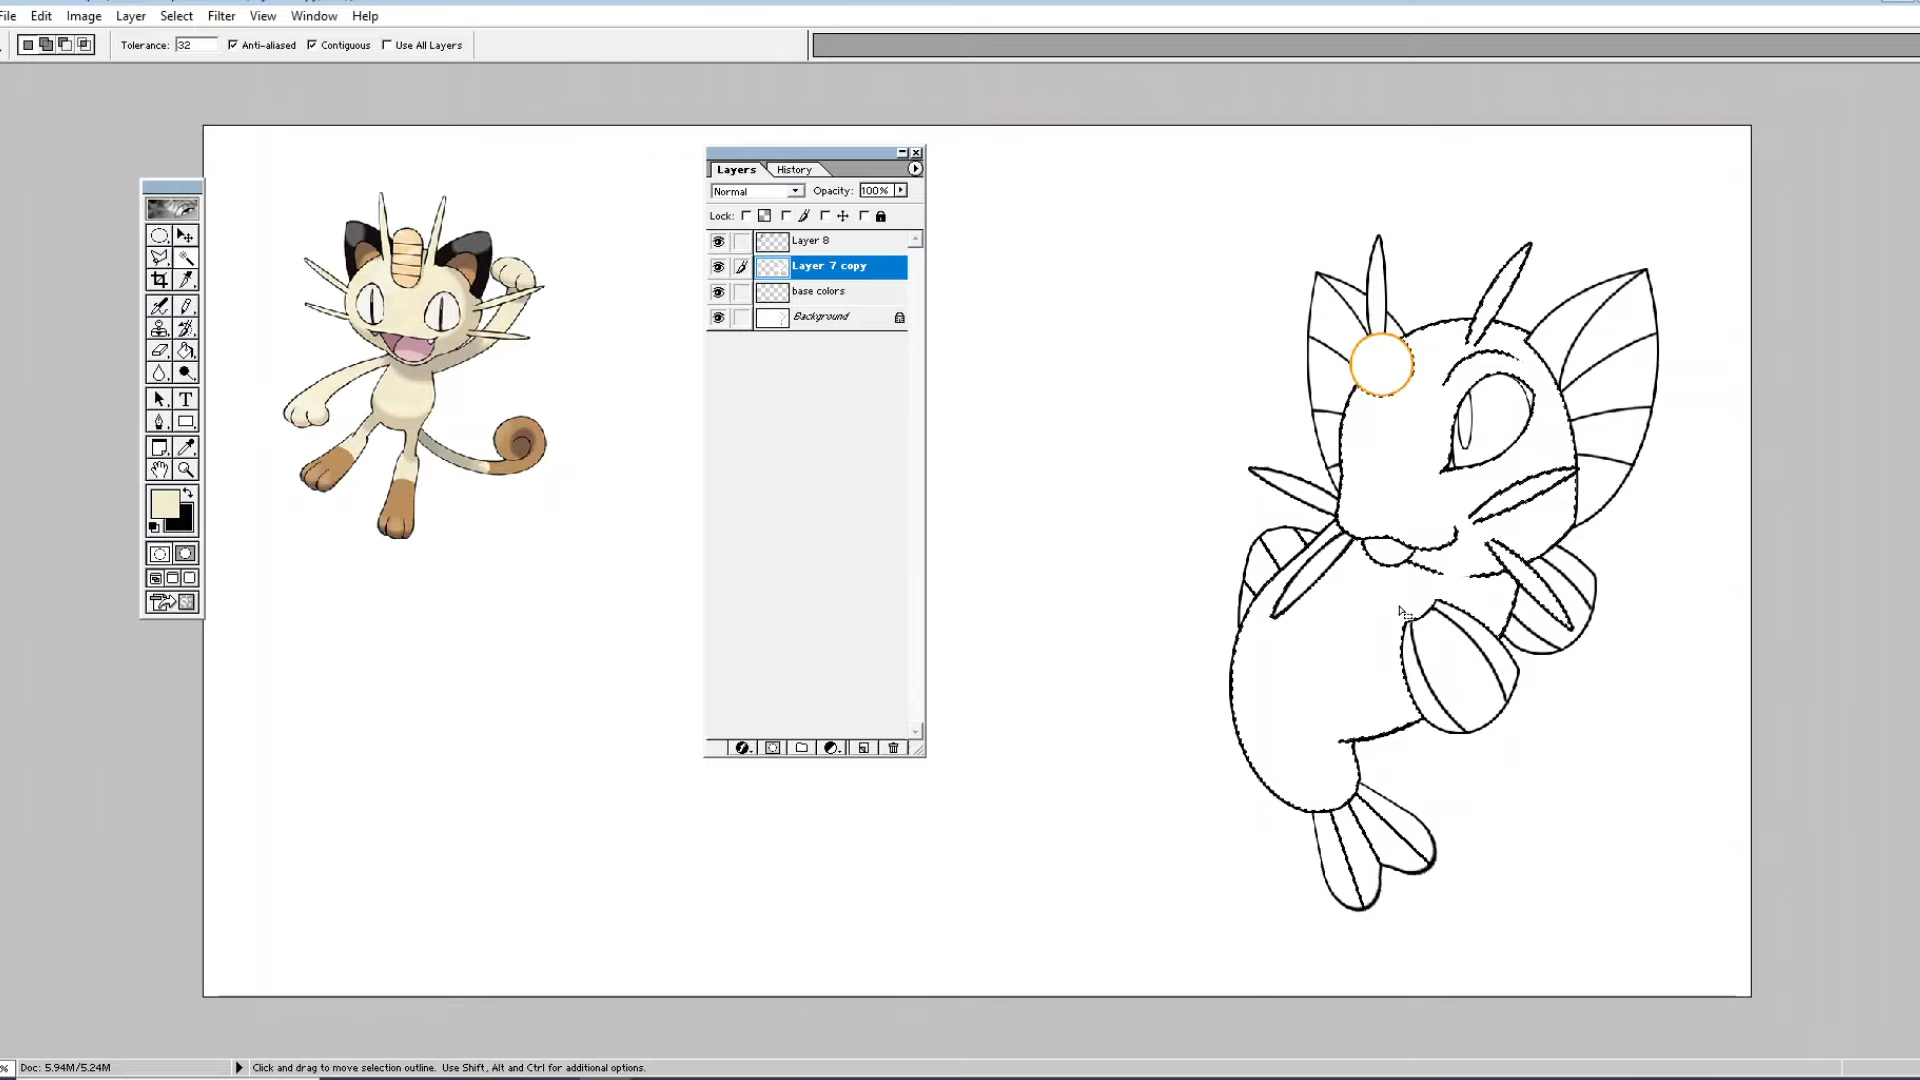 File Edit Image Layer Select Filter View Window Help
Tolerance: 32 Anti-aliased Contiguous Use All Layers
Layers History
Normal Opacity: 100%
Lock:
Layer 8
Layer 7 copy
base colors
Background
T
% Doc: 5.94M/5.24M Click and drag to move selection outline. Use Shift, Alt and Ctrl for additional options.